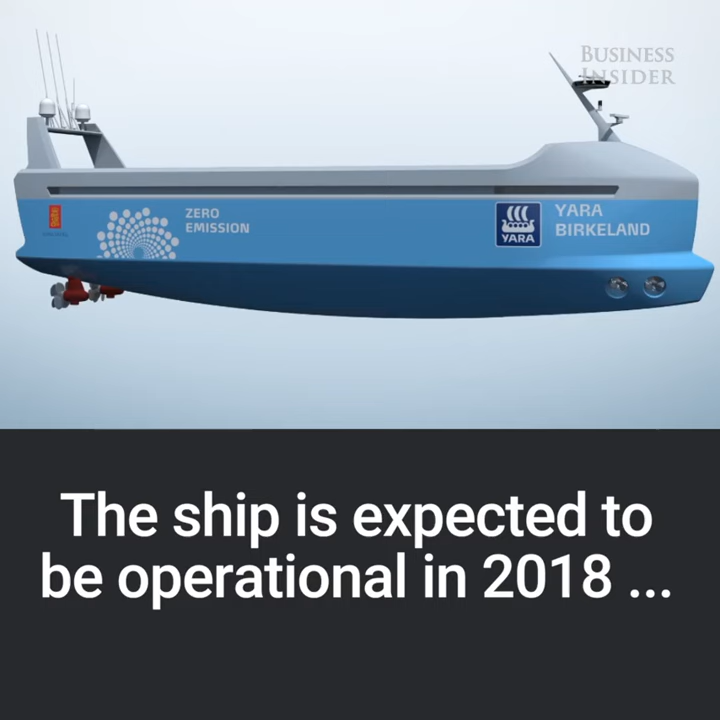 BUSINESS
INSIDER
ZERO
EMISSION
YARA
YARA
BIRKELAND
The ship is expected to
be operational in 2018 ...